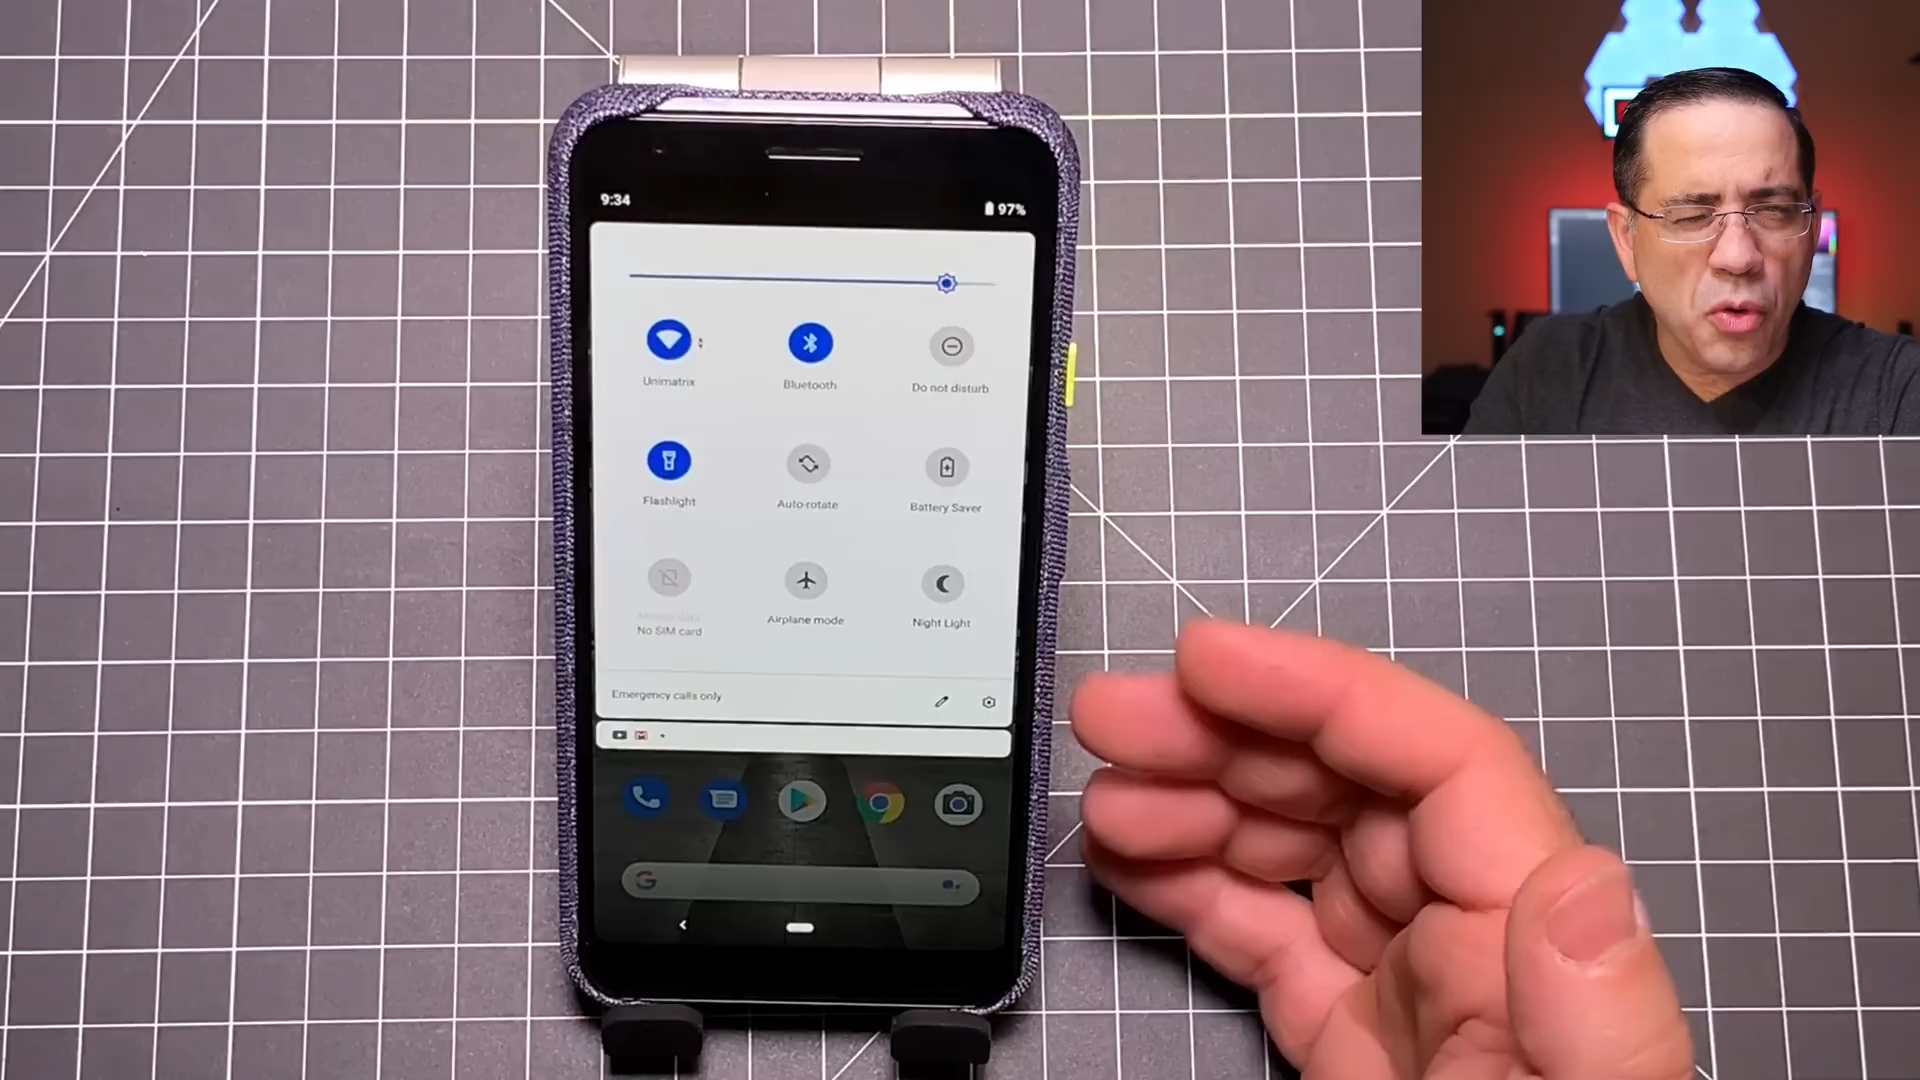 9:34
97%
Unimatrix
Bluetooth
Do not disturb
Flashlight
Auto-rotate
Battery Saver
No SIM card
Airplane mode
Night Light
Emergency calls only
G